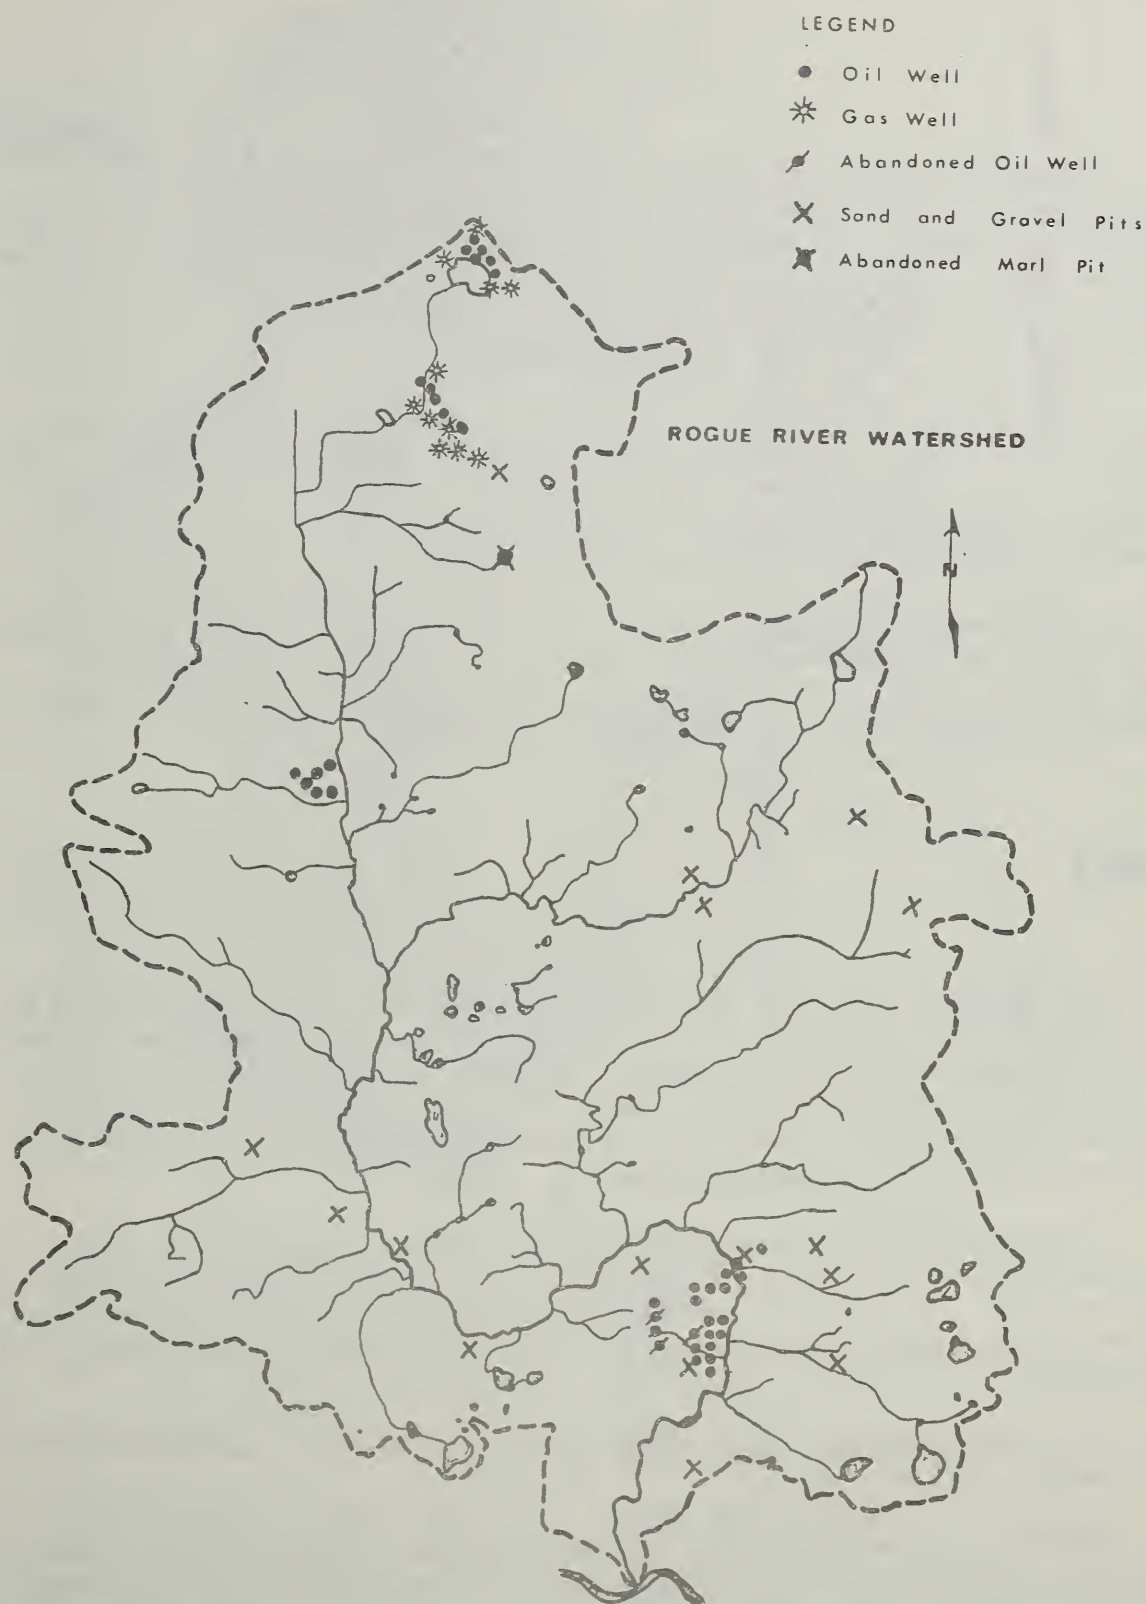 LEGEND
Oil Well
Gas Well
Abandoned Oil Well
Sand and Gravel Pits
Abandoned Marl Pit
ROGUE RIVER WATERSHED
N